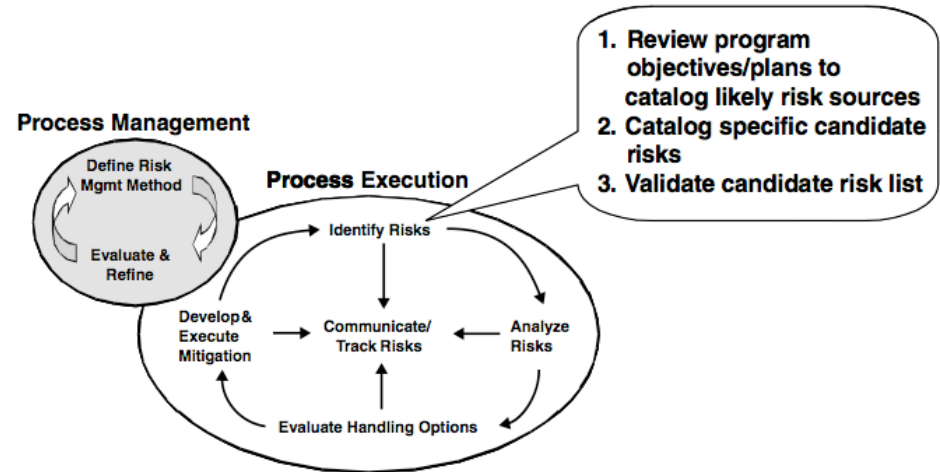 1. Review program
objectives/plans to
catalog likely risk sources
2. Catalog specific candidate
risks
3. Validate candidate risk list
Process Management
Define Risk
Mgmt Method
Evaluate &
Refine
Process Execution
Identify Risks
Develop &
Execute
Mitigation
Communicate/
Track Risks
Analyze
Risks
Evaluate Handling Options